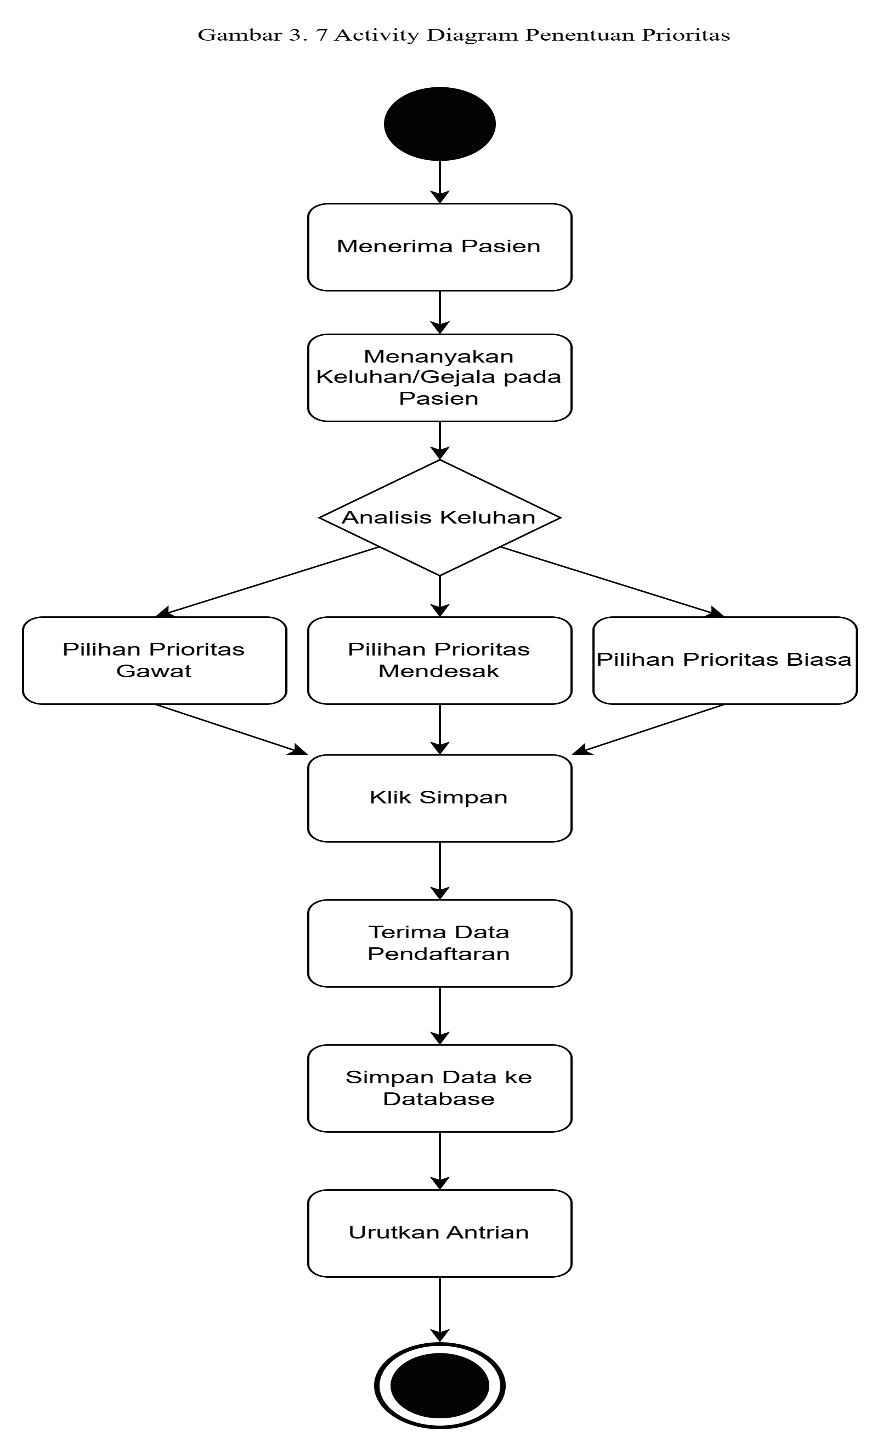 Gambar 3. 7 Activity Diagram Penentuan Prioritas
Menerima Pasien
Menanyakan
Keluhan/Gejala pada
Pasien
Analisis Keluhan
Pilihan Prioritas
Gawat
Pilihan Prioritas
Mendesak
Pilihan Prioritas Biasa
Klik Simpan
Terima Data
Pendaftaran
Simpan Data ke
Database
Urutkan Antrian